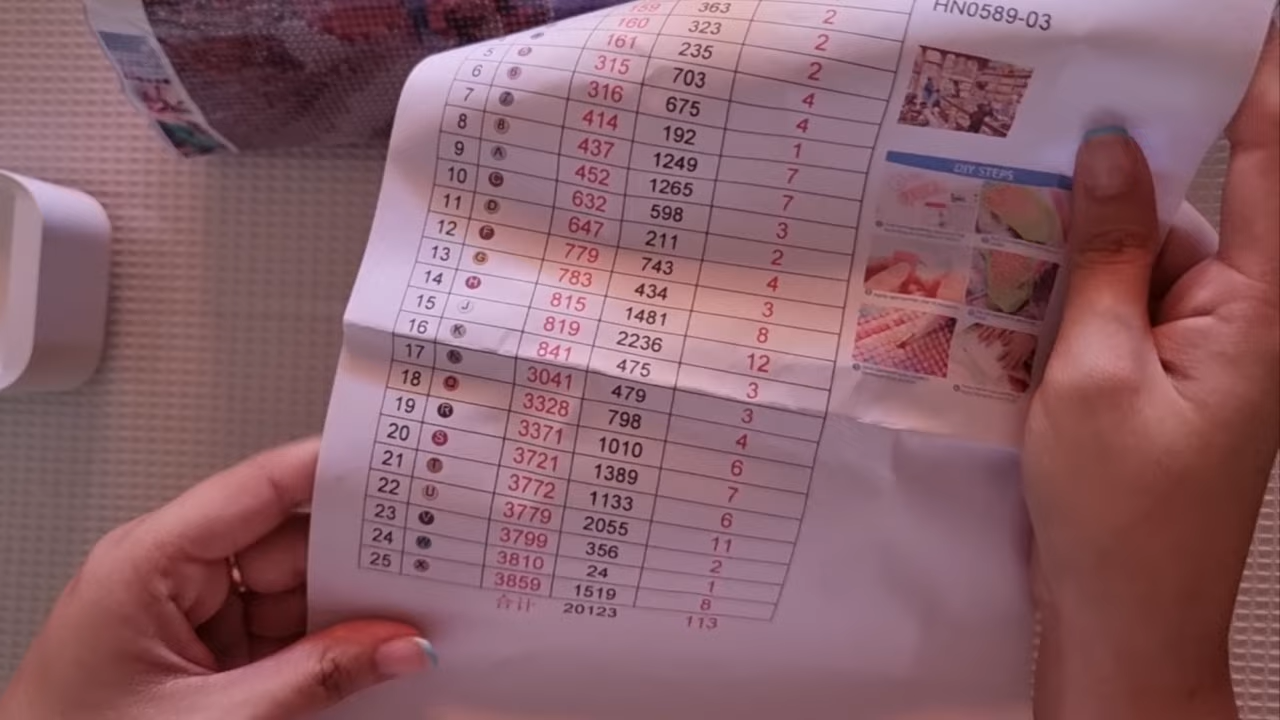 HN0589-03
159 363 2
160 323 2
161 235 2
5 5 315 703 4
6 6 316 675 4
7 7 414 192 1
8 8 437 1249 7
9 A 452 1265 7
10 C 632 598 3
11 D 647 211 2
12 F 779 743 4
13 G 783 434 3
14 H 815 1481 8
15 J 819 2236 12
16 K 841 475 3
17 N 3041 479 3
18 Q 3328 798 4
19 R 3371 1010 6
20 S 3721 1389 7
21 T 3772 1133 6
22 U 3779 2055 11
23 V 3799 356 2
24 W 3810 24 1
25 X 3859 1519 8
合计 20123 113
DIY STEPS